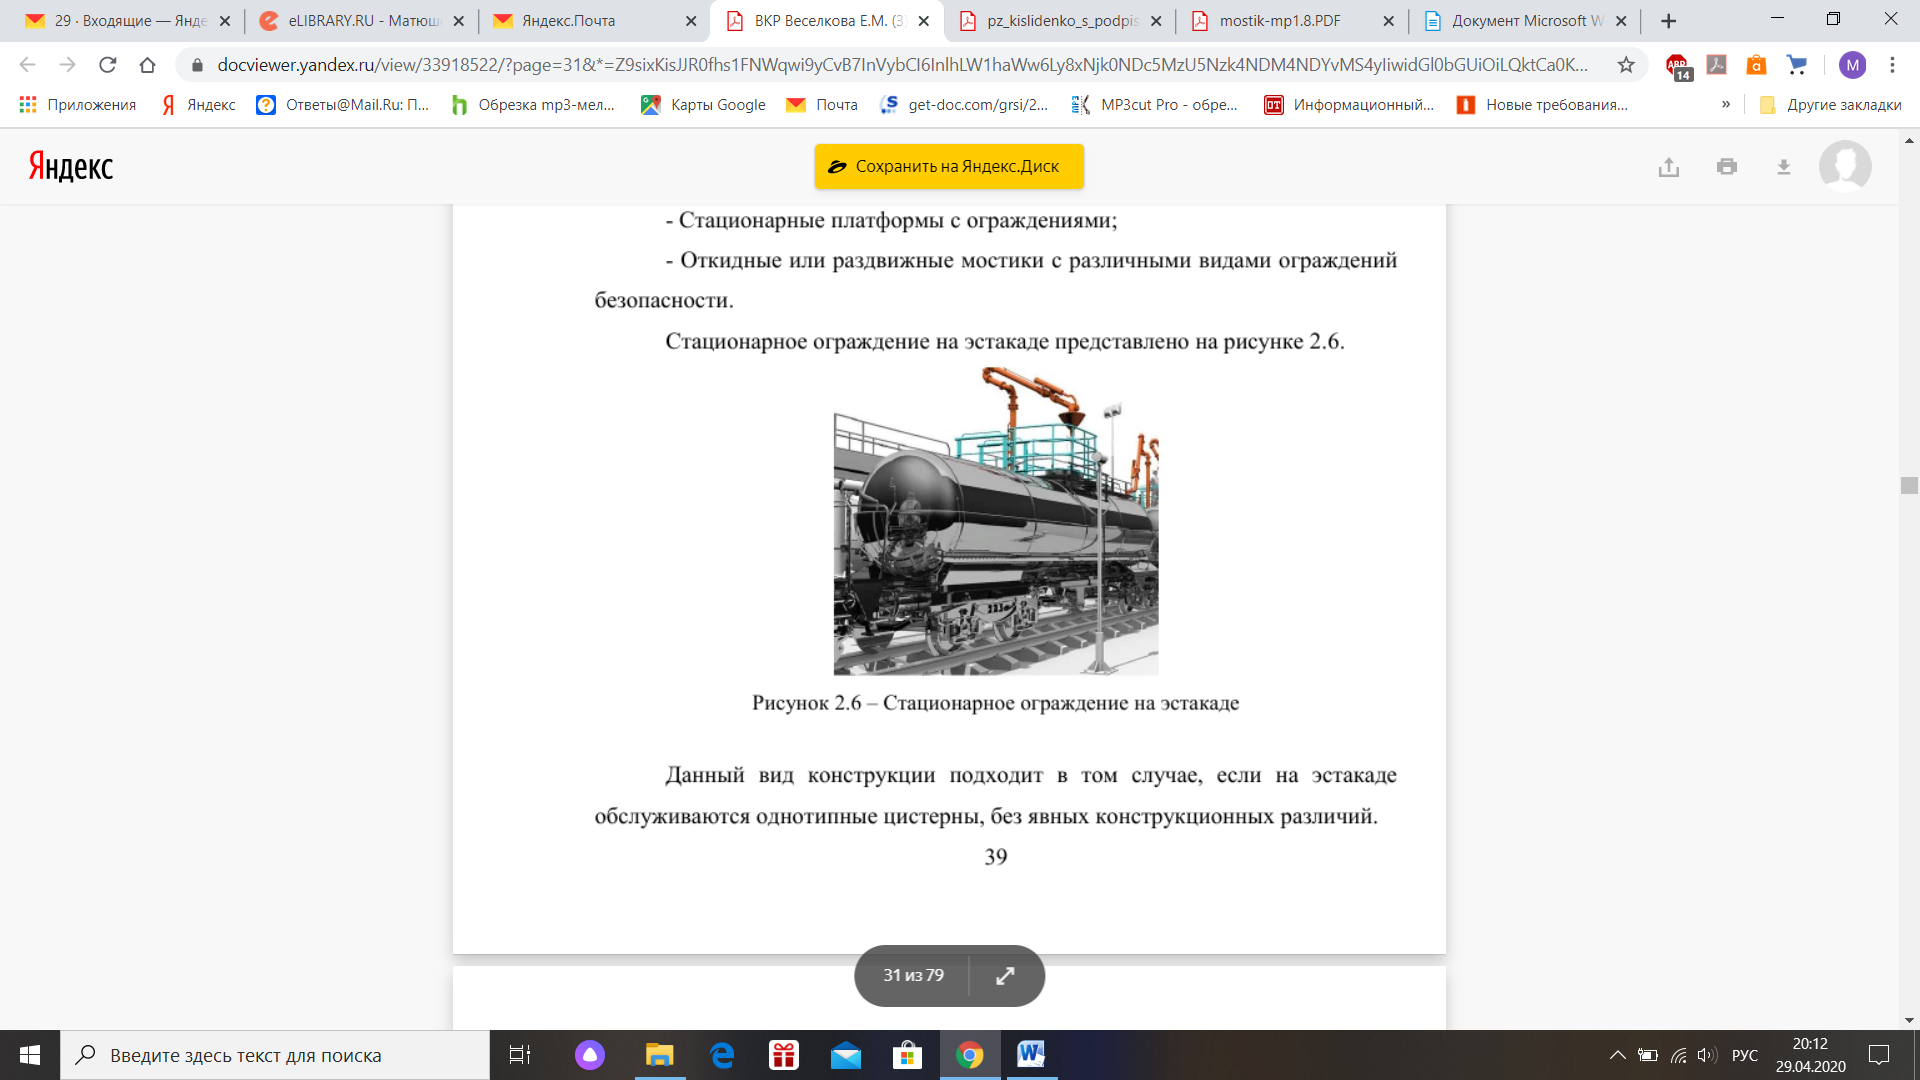 29 · Входящие — Янде
eLIBRARY.RU - Матюш
Яндекс.Почта
ВКР Веселкова Е.М. (3
pz_kislidenko_s_podpis
mostik-mp1.8.PDF
Документ Microsoft W
docviewer.yandex.ru/view/33918522/?page=31&*=Z9sixKisJJR0fhs1FNWqwi9yCvB7InVybCI6InlhLW1haWw6Ly8xNjk0NDc5MzU5Nzk4NDM4NDYvMS4yIiwidGl0bGUiOiLQktCa0K...
14
M
Приложения
Яндекс
Ответы@Mail.Ru: П...
Обрезка mp3-мел...
Карты Google
Почта
get-doc.com/grsi/2...
MP3cut Pro - обре...
Информационный...
Новые требования...
»
Другие закладки
Яндекс
Сохранить на Яндекс.Диск
- Стационарные платформы с ограждениями;
- Откидные или раздвижные мостики с различными видами ограждений
безопасности.
Стационарное ограждение на эстакаде представлено на рисунке 2.6.
Рисунок 2.6 – Стационарное ограждение на эстакаде
Данный вид конструкции подходит в том случае, если на эстакаде
обслуживаются однотипные цистерны, без явных конструкционных различий.
39
31 из 79
Введите здесь текст для поиска
РУС
20:12
29.04.2020